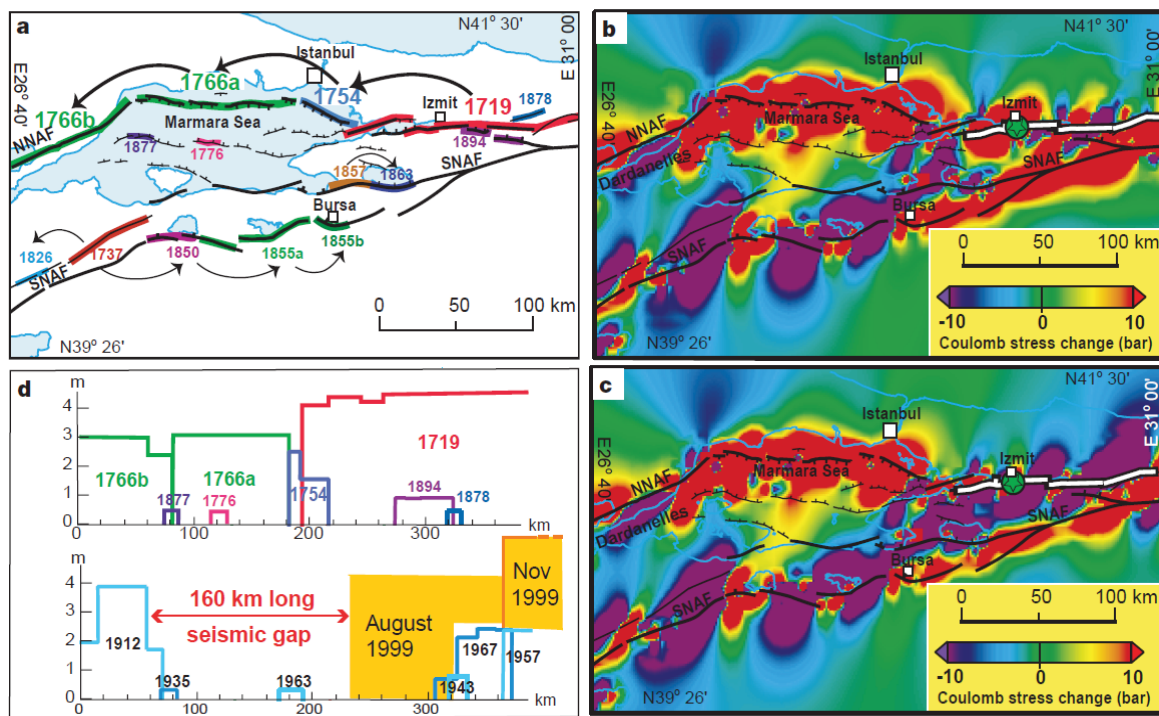 a
N41° 30'
E 31° 00'
E26° 40'
Istanbul
1766a
1754
1719
1766b
Izmit
1878
Marmara Sea
NNAF
1877
1776
1894
SNAF
1857
1863
Bursa
1826
1737
1850
1855a
1855b
SNAF
0 50 100 km
N39° 26'
b
N41° 30'
E 31° 00'
E26° 40'
Istanbul
Izmit
NNAF
Marmara Sea
Dardanelles
SNAF
Bursa
SNAF
0 50 100 km
-10 0 10
Coulomb stress change (bar)
N39° 26'
d
m
4
3
2
1
0
1766b
1766a
1719
1877
1776
1754
1894
1878
0 100 200 300 km
m
4
3
2
1
0
160 km long
seismic gap
1912
1935
1963
August
1999
Nov
1999
1967
1957
1943
0 100 200 300 km
c
N41° 30'
E 31° 00'
E26° 40'
Istanbul
Izmit
NNAF
Marmara Sea
Dardanelles
SNAF
Bursa
SNAF
0 50 100 km
-10 0 10
Coulomb stress change (bar)
N39° 26'